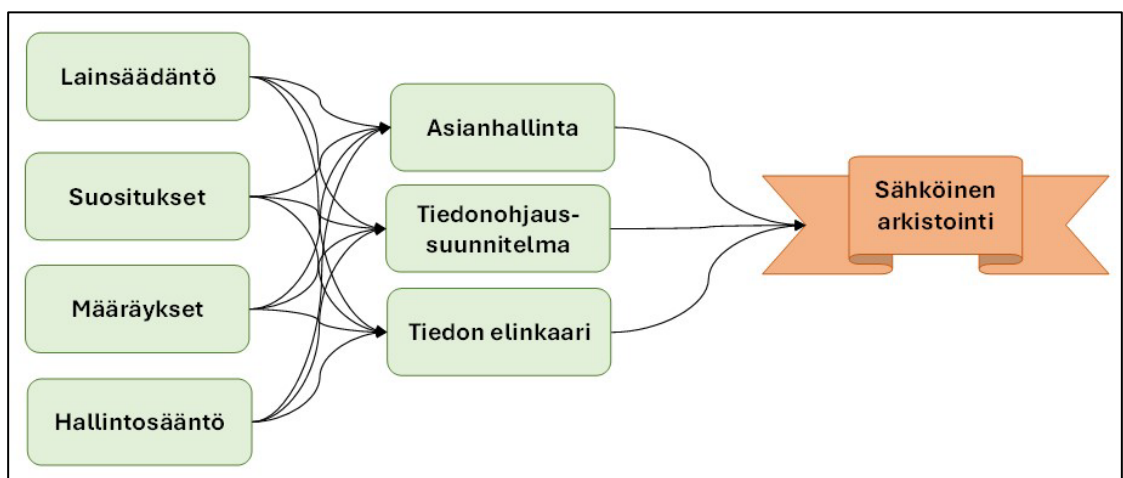 Lainsäädäntö
Suositukset
Määräykset
Hallintosääntö
Asianhallinta
Tiedonohjaus-
suunnitelma
Tiedon elinkaari
Sähköinen
arkistointi